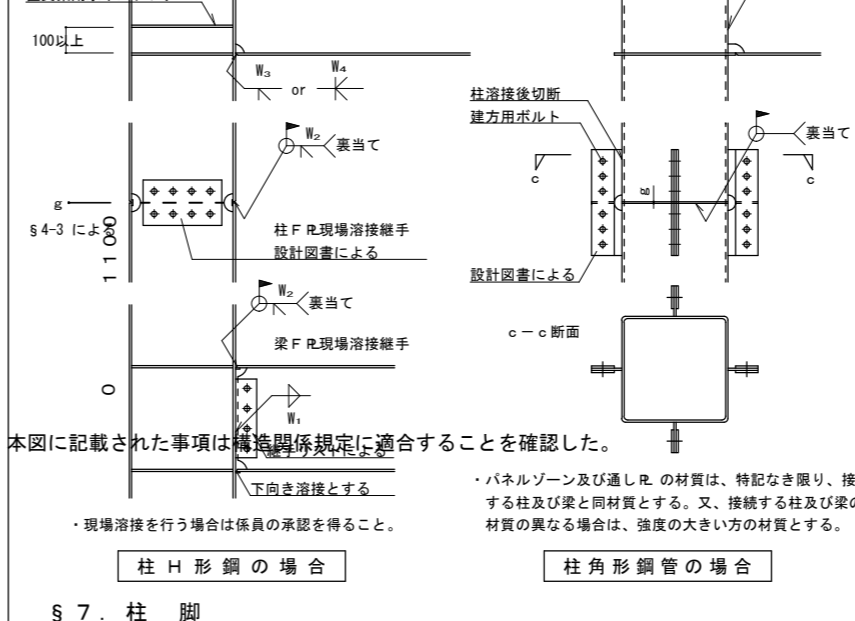 100以上
W₃ or W₄
W₂
裏当て
g
§4-3 による
1100
柱ＦPL現場溶接継手
設計図書による
W₂
裏当て
梁ＦPL現場溶接継手
0
W₁
継手リストによる
本図に記載された事項は構造関係規定に適合することを確認した。
下向き溶接とする
・現場溶接を行う場合は係員の承認を得ること。
柱Ｈ形鋼の場合
柱溶接後切断
建方用ボルト
裏当て
c
c
g
設計図書による
c－c断面
・パネルゾーン及び通しPL の材質は、特記なき限り、接
する柱及び梁と同材質とする。又、接続する柱及び梁の
材質の異なる場合は、強度の大きい方の材質とする。
柱角形鋼管の場合
§７．柱　脚